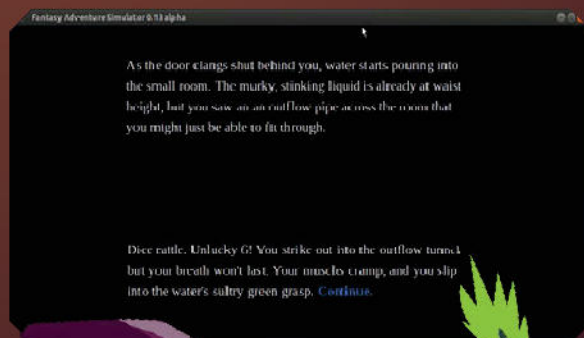 Fantasy Adventure Simulator 0.13 alpha
As the door clangs shut behind you, water starts pouring into
the small room. The murky, stinking liquid is already at waist
height, but you saw an an outflow pipe across the room that
you might just be able to fit through.
Dice rattle. Unlucky 6! You strike out into the outflow tunnel
but your breath won't last. Your muscles cramp, and you slip
into the water's sultry green grasp. Continue.